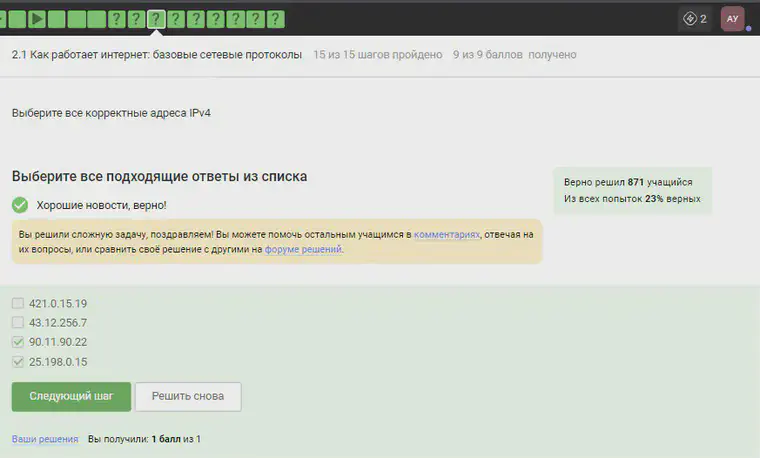 2
АУ
2.1 Как работает интернет: базовые сетевые протоколы 15 из 15 шагов пройдено 9 из 9 баллов получено
Выберите все корректные адреса IPv4
Выберите все подходящие ответы из списка
Верно решил 871 учащийся
Из всех попыток 23% верных
Хорошие новости, верно!
Вы решили сложную задачу, поздравляем! Вы можете помочь остальным учащимся в комментариях, отвечая на
их вопросы, или сравнить своё решение с другими на форуме решений.
421.0.15.19
43.12.256.7
90.11.90.22
25.198.0.15
Следующий шаг
Решить снова
Ваши решения Вы получили: 1 балл из 1